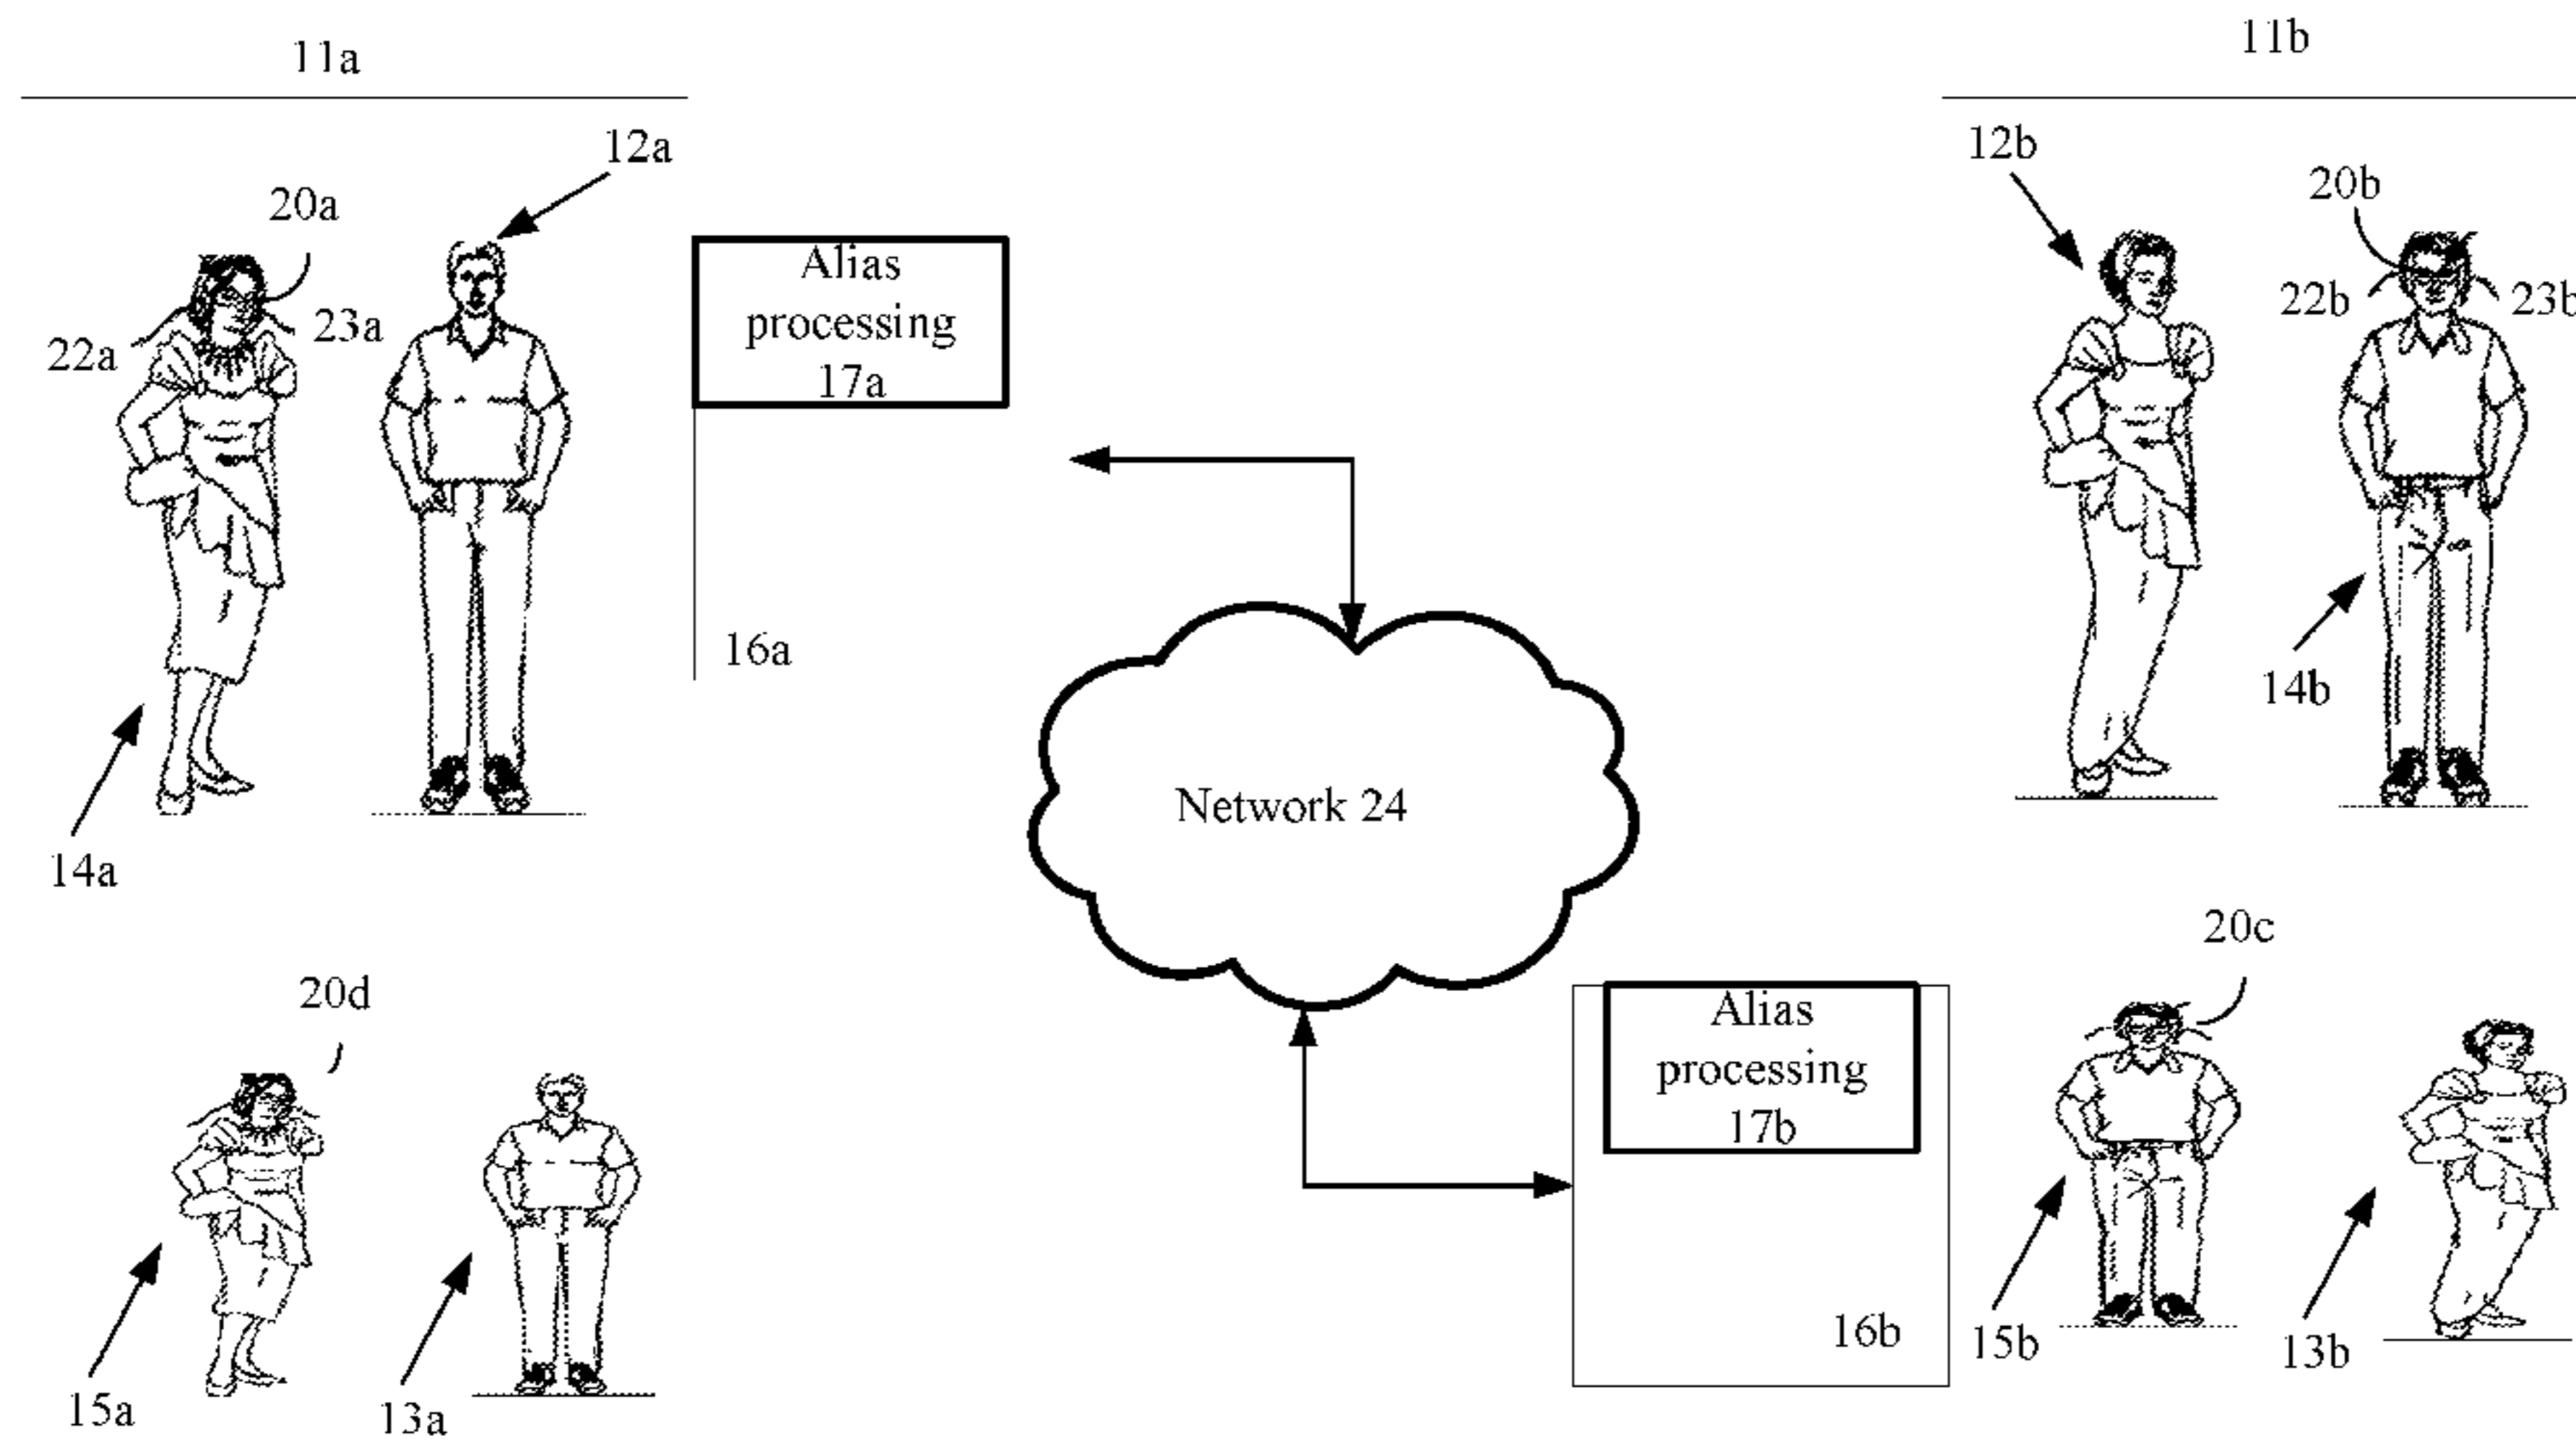 11a
11b
12a
12b
20a
20b
Alias
processing
17a
22a
23a
22b
23b
16a
14b
Network 24
14a
20c
20d
Alias
processing
17b
16b
15b
13b
15a
13a